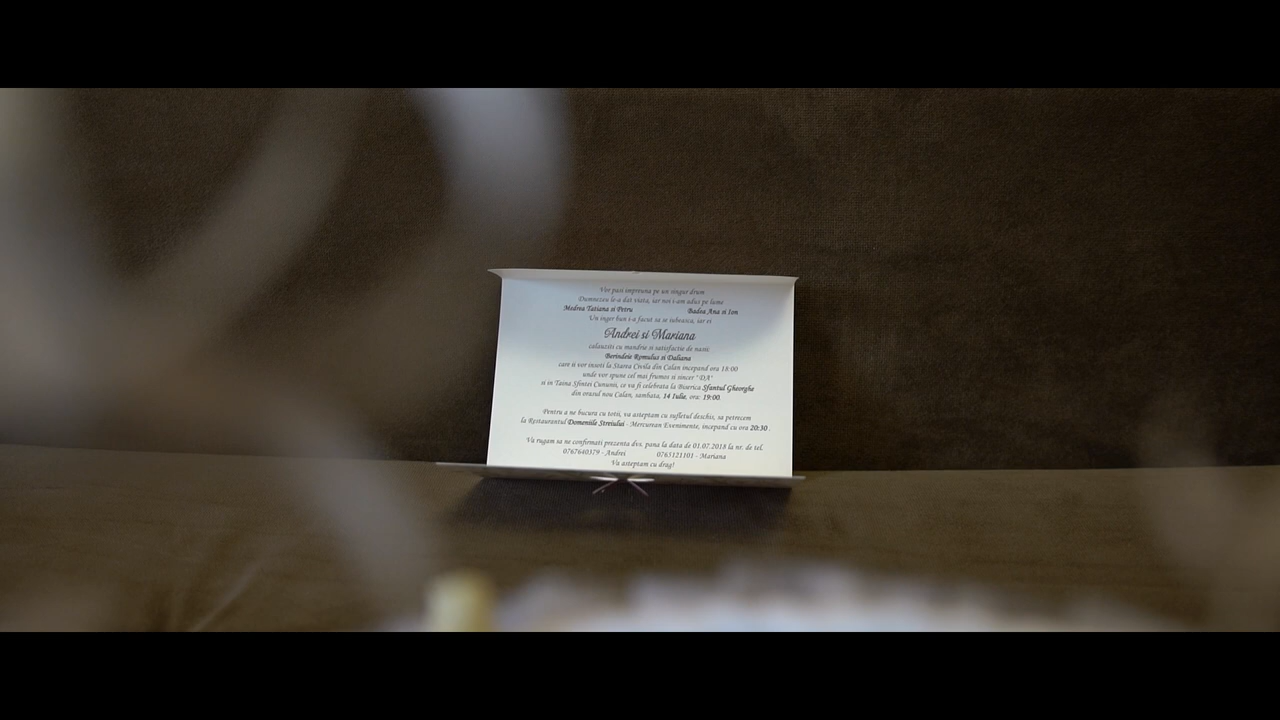 Vor pasi impreuna pe un singur drum
Dumnezeu le-a dat viata, iar noi i-am adus pe lume
Medrea Tatiana si Petru Badea Ana si Ion
Un inger bun i-a facut sa se iubeasca, iar ei
Andrei si Mariana
calauziti cu mandrie si satisfactie de nasii:
Berindeie Romulus si Daliana
care ii vor insoti la Starea Civila din Calan incepand ora 18:00
unde vor spune cel mai frumos si sincer "DA"
si in Taina Sfintei Cununii, ce va fi celebrata la Biserica Sfantul Gheorghe
din orasul nou Calan, sambata, 14 Iulie, ora: 19:00.
Pentru a ne bucura cu totii, va asteptam cu sufletul deschis, sa petrecem
la Restaurantul Domeniile Streiului - Mercurean Evenimente, incepand cu ora 20:30 .
Va rugam sa ne confirmati prezenta dvs. pana la data de 01.07.2018 la nr. de tel.
0767640379 - Andrei 0763121101 - Mariana
Va asteptam cu drag!